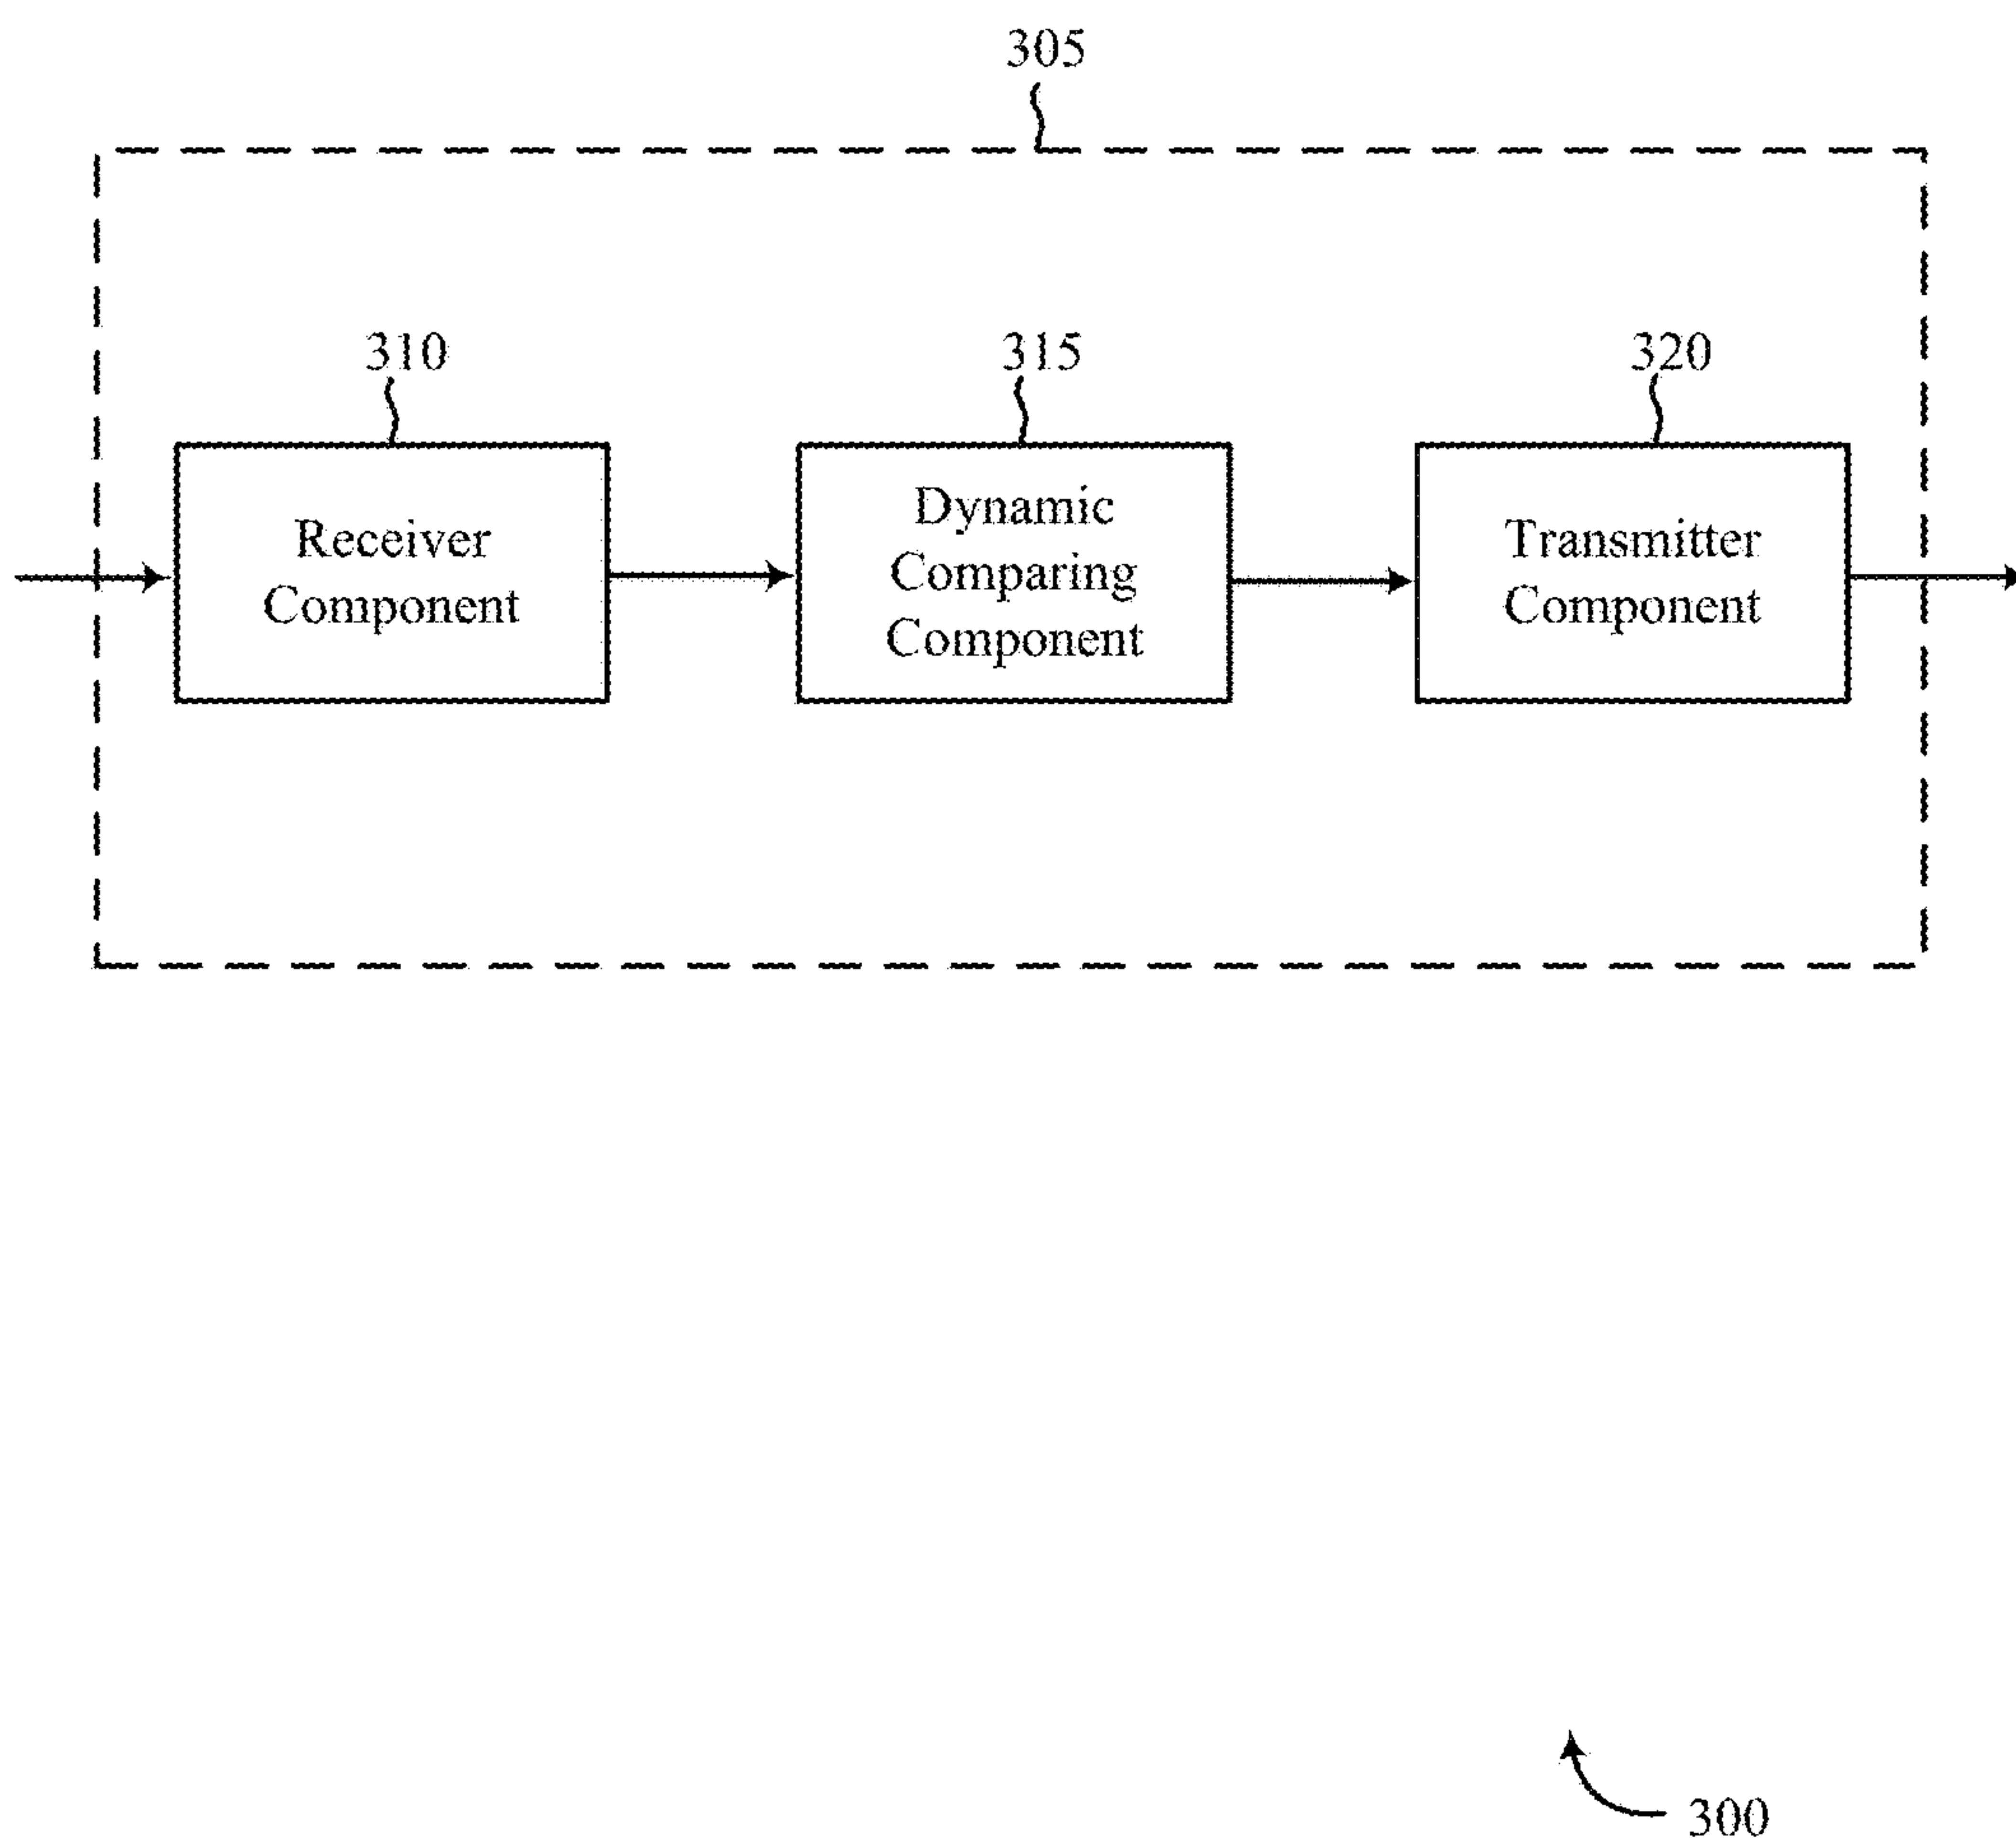 305
310
315
320
Receiver
Component
Dynamic
Comparing
Component
Transmitter
Component
300